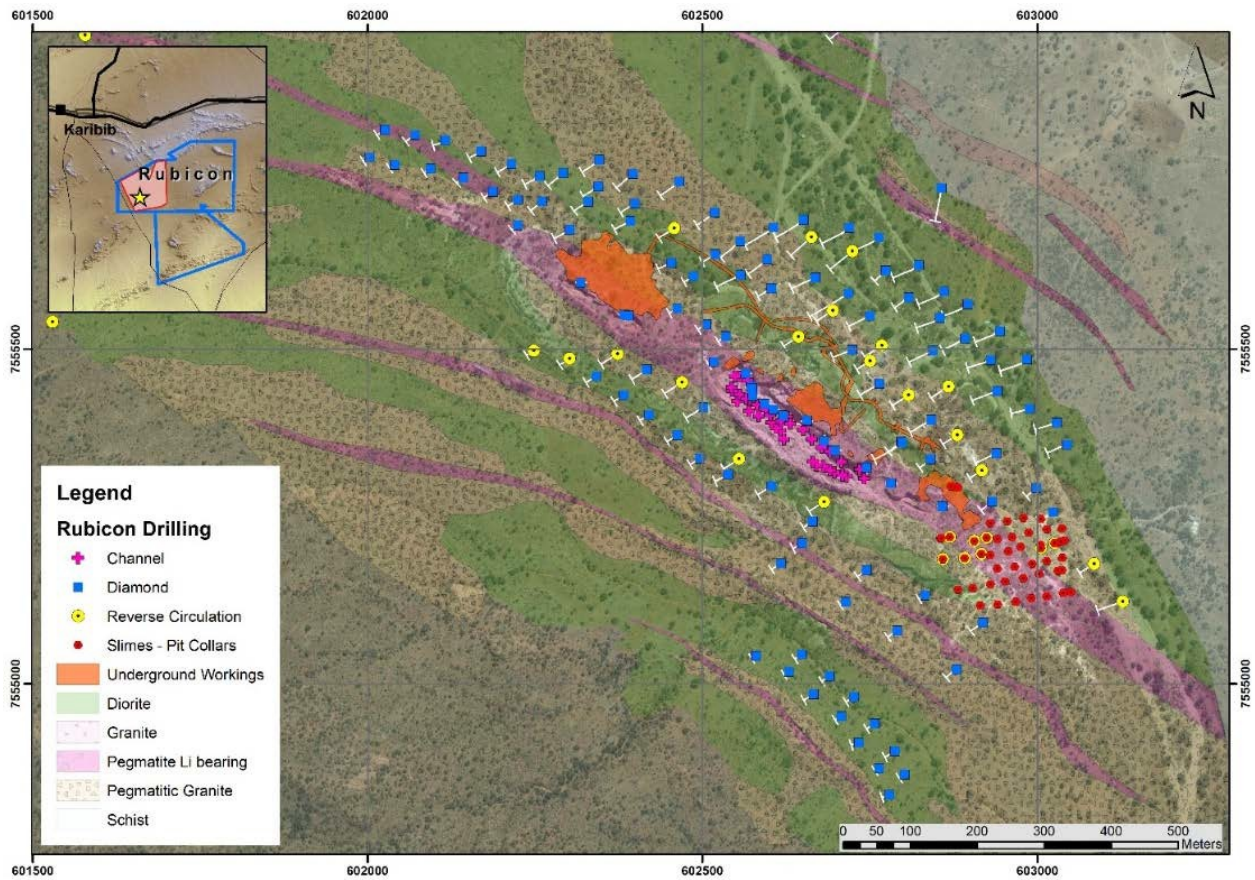 601500 602000 602500 603000
Karibib
Rubicon
N
7555500 7555500
Legend
Rubicon Drilling
Channel
Diamond
Reverse Circulation
Slimes - Pit Collars
Underground Workings
Diorite
Granite
Pegmatite Li bearing
Pegmatitic Granite
Schist
7555000 7555000
0 50 100 200 300 400 500
Meters
601500 602000 602500 603000